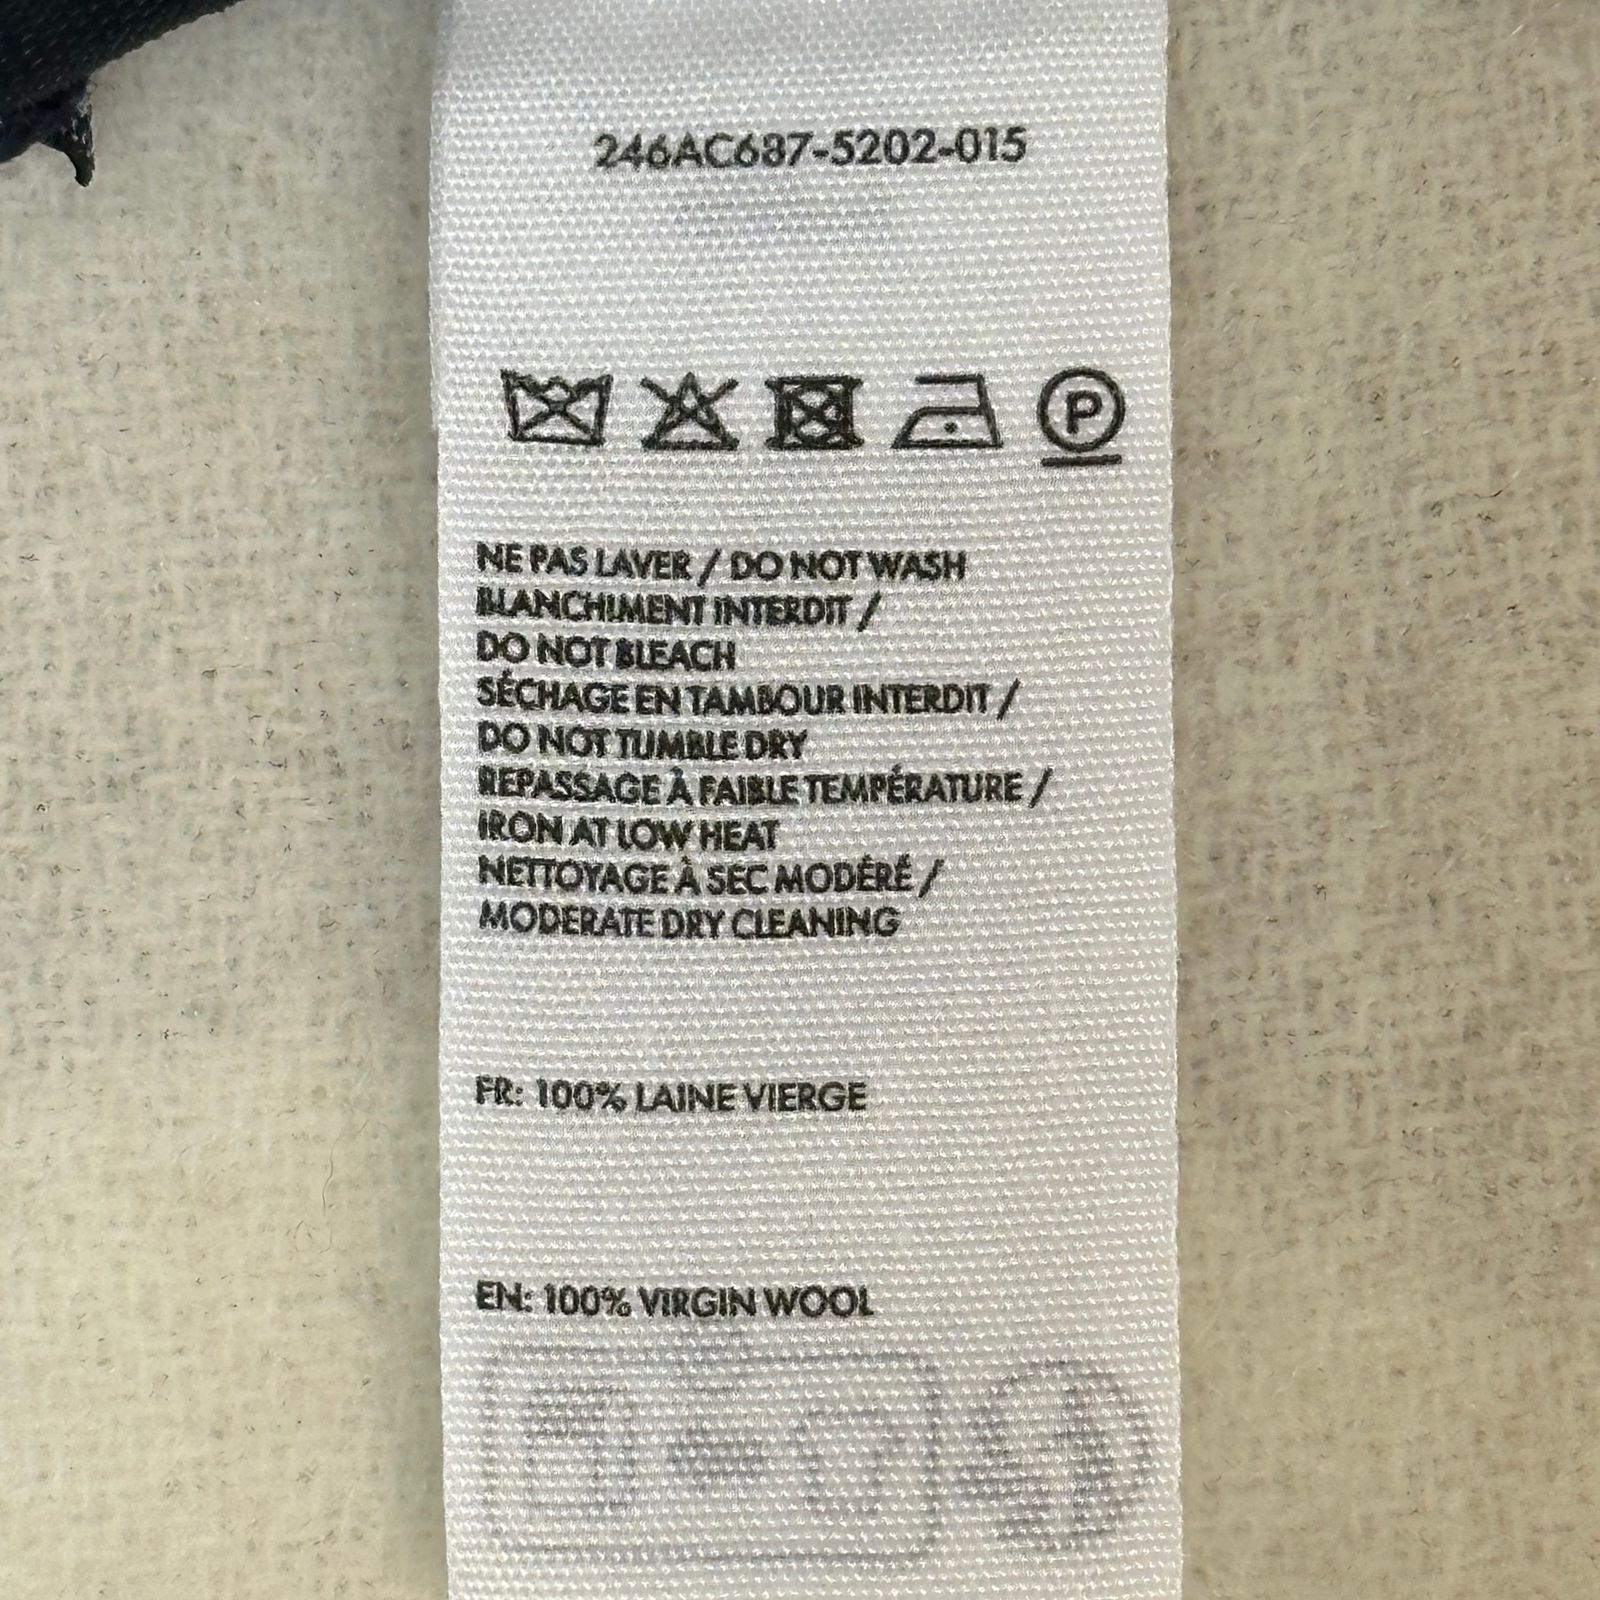 246AC687-5202-015
P
NE PAS LAVER / DO NOT WASH
BLANCHIMENT INTERDIT /
DO NOT BLEACH
SÉCHAGE EN TAMBOUR INTERDIT /
DO NOT TUMBLE DRY
REPASSAGE À FAIBLE TEMPÉRATURE /
IRON AT LOW HEAT
NETTOYAGE À SEC MODÉRÉ /
MODERATE DRY CLEANING
FR: 100% LAINE VIERGE
EN: 100% VIRGIN WOOL